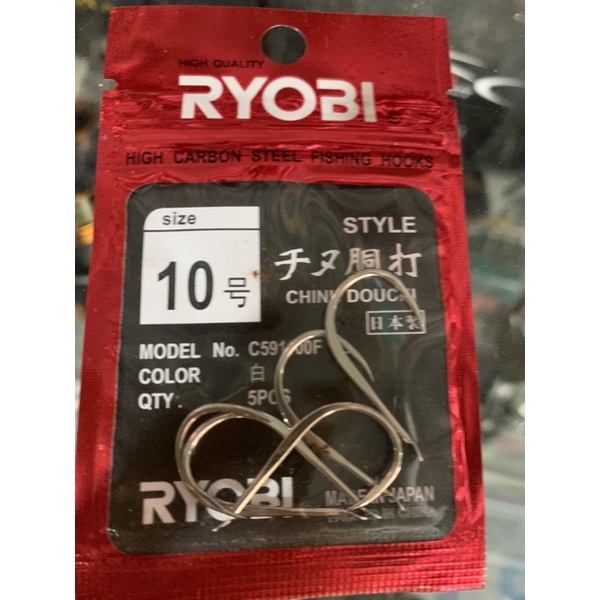 HIGH QUALITY
RYOBI
HIGH CARBON STEEL FISHING HOOKS
size
10号
STYLE
チヌ胴打
日本製
MODEL No.
COLOR 白
QTY : 5PCS
RYOBI
MADE IN JAPAN